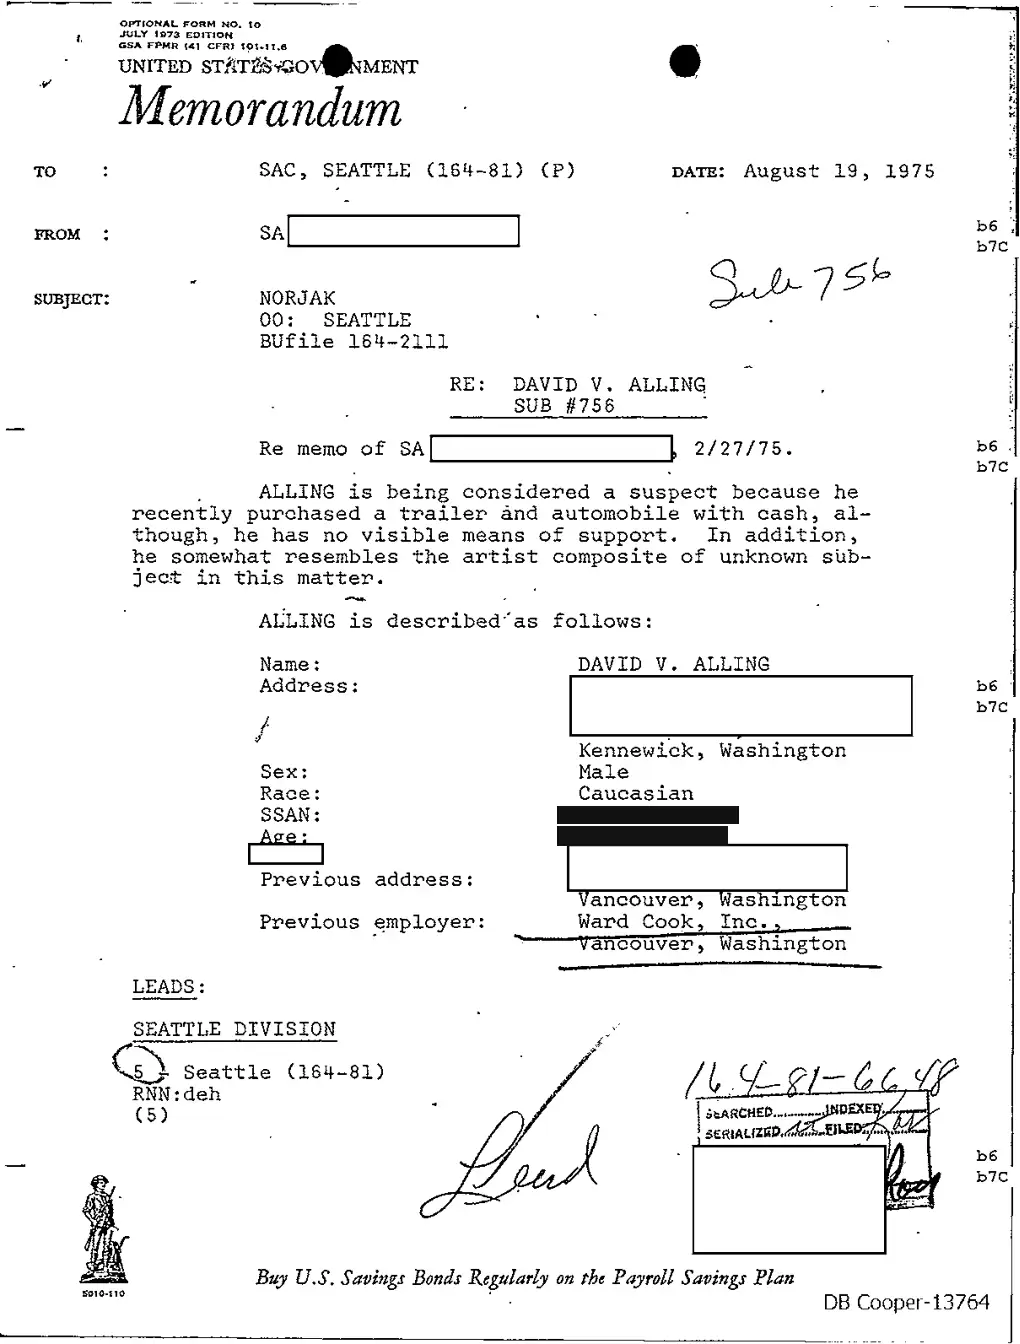 OPTIONAL FORM NO. 10
JULY 1973 EDITION
GSA FPMR (41 CFR) 101-11.6
UNITED STATES GOVERNMENT
Memorandum
TO : SAC, SEATTLE (164-81) (P) DATE: August 19, 1975
FROM : SA b6
b7C
Sub 756
SUBJECT: NORJAK
OO: SEATTLE
BUfile 164-2111
RE: DAVID V. ALLING
SUB #756
Re memo of SA , 2/27/75. b6
b7C
ALLING is being considered a suspect because he
recently purchased a trailer and automobile with cash, al-
though, he has no visible means of support. In addition,
he somewhat resembles the artist composite of unknown sub-
ject in this matter.
ALLING is described as follows:
Name: DAVID V. ALLING
Address: b6
b7C
Kennewick, Washington
Sex: Male
Race: Caucasian
SSAN:
Age:
Previous address:
Vancouver, Washington
Previous employer: Ward Cook, Inc.,
Vancouver, Washington
LEADS:
SEATTLE DIVISION
5 - Seattle (164-81)
RNN:deh
(5)
164-81-6648
SEARCHED INDEXED
SERIALIZED FILED
b6
b7C
5010-110
Buy U.S. Savings Bonds Regularly on the Payroll Savings Plan
DB Cooper-13764